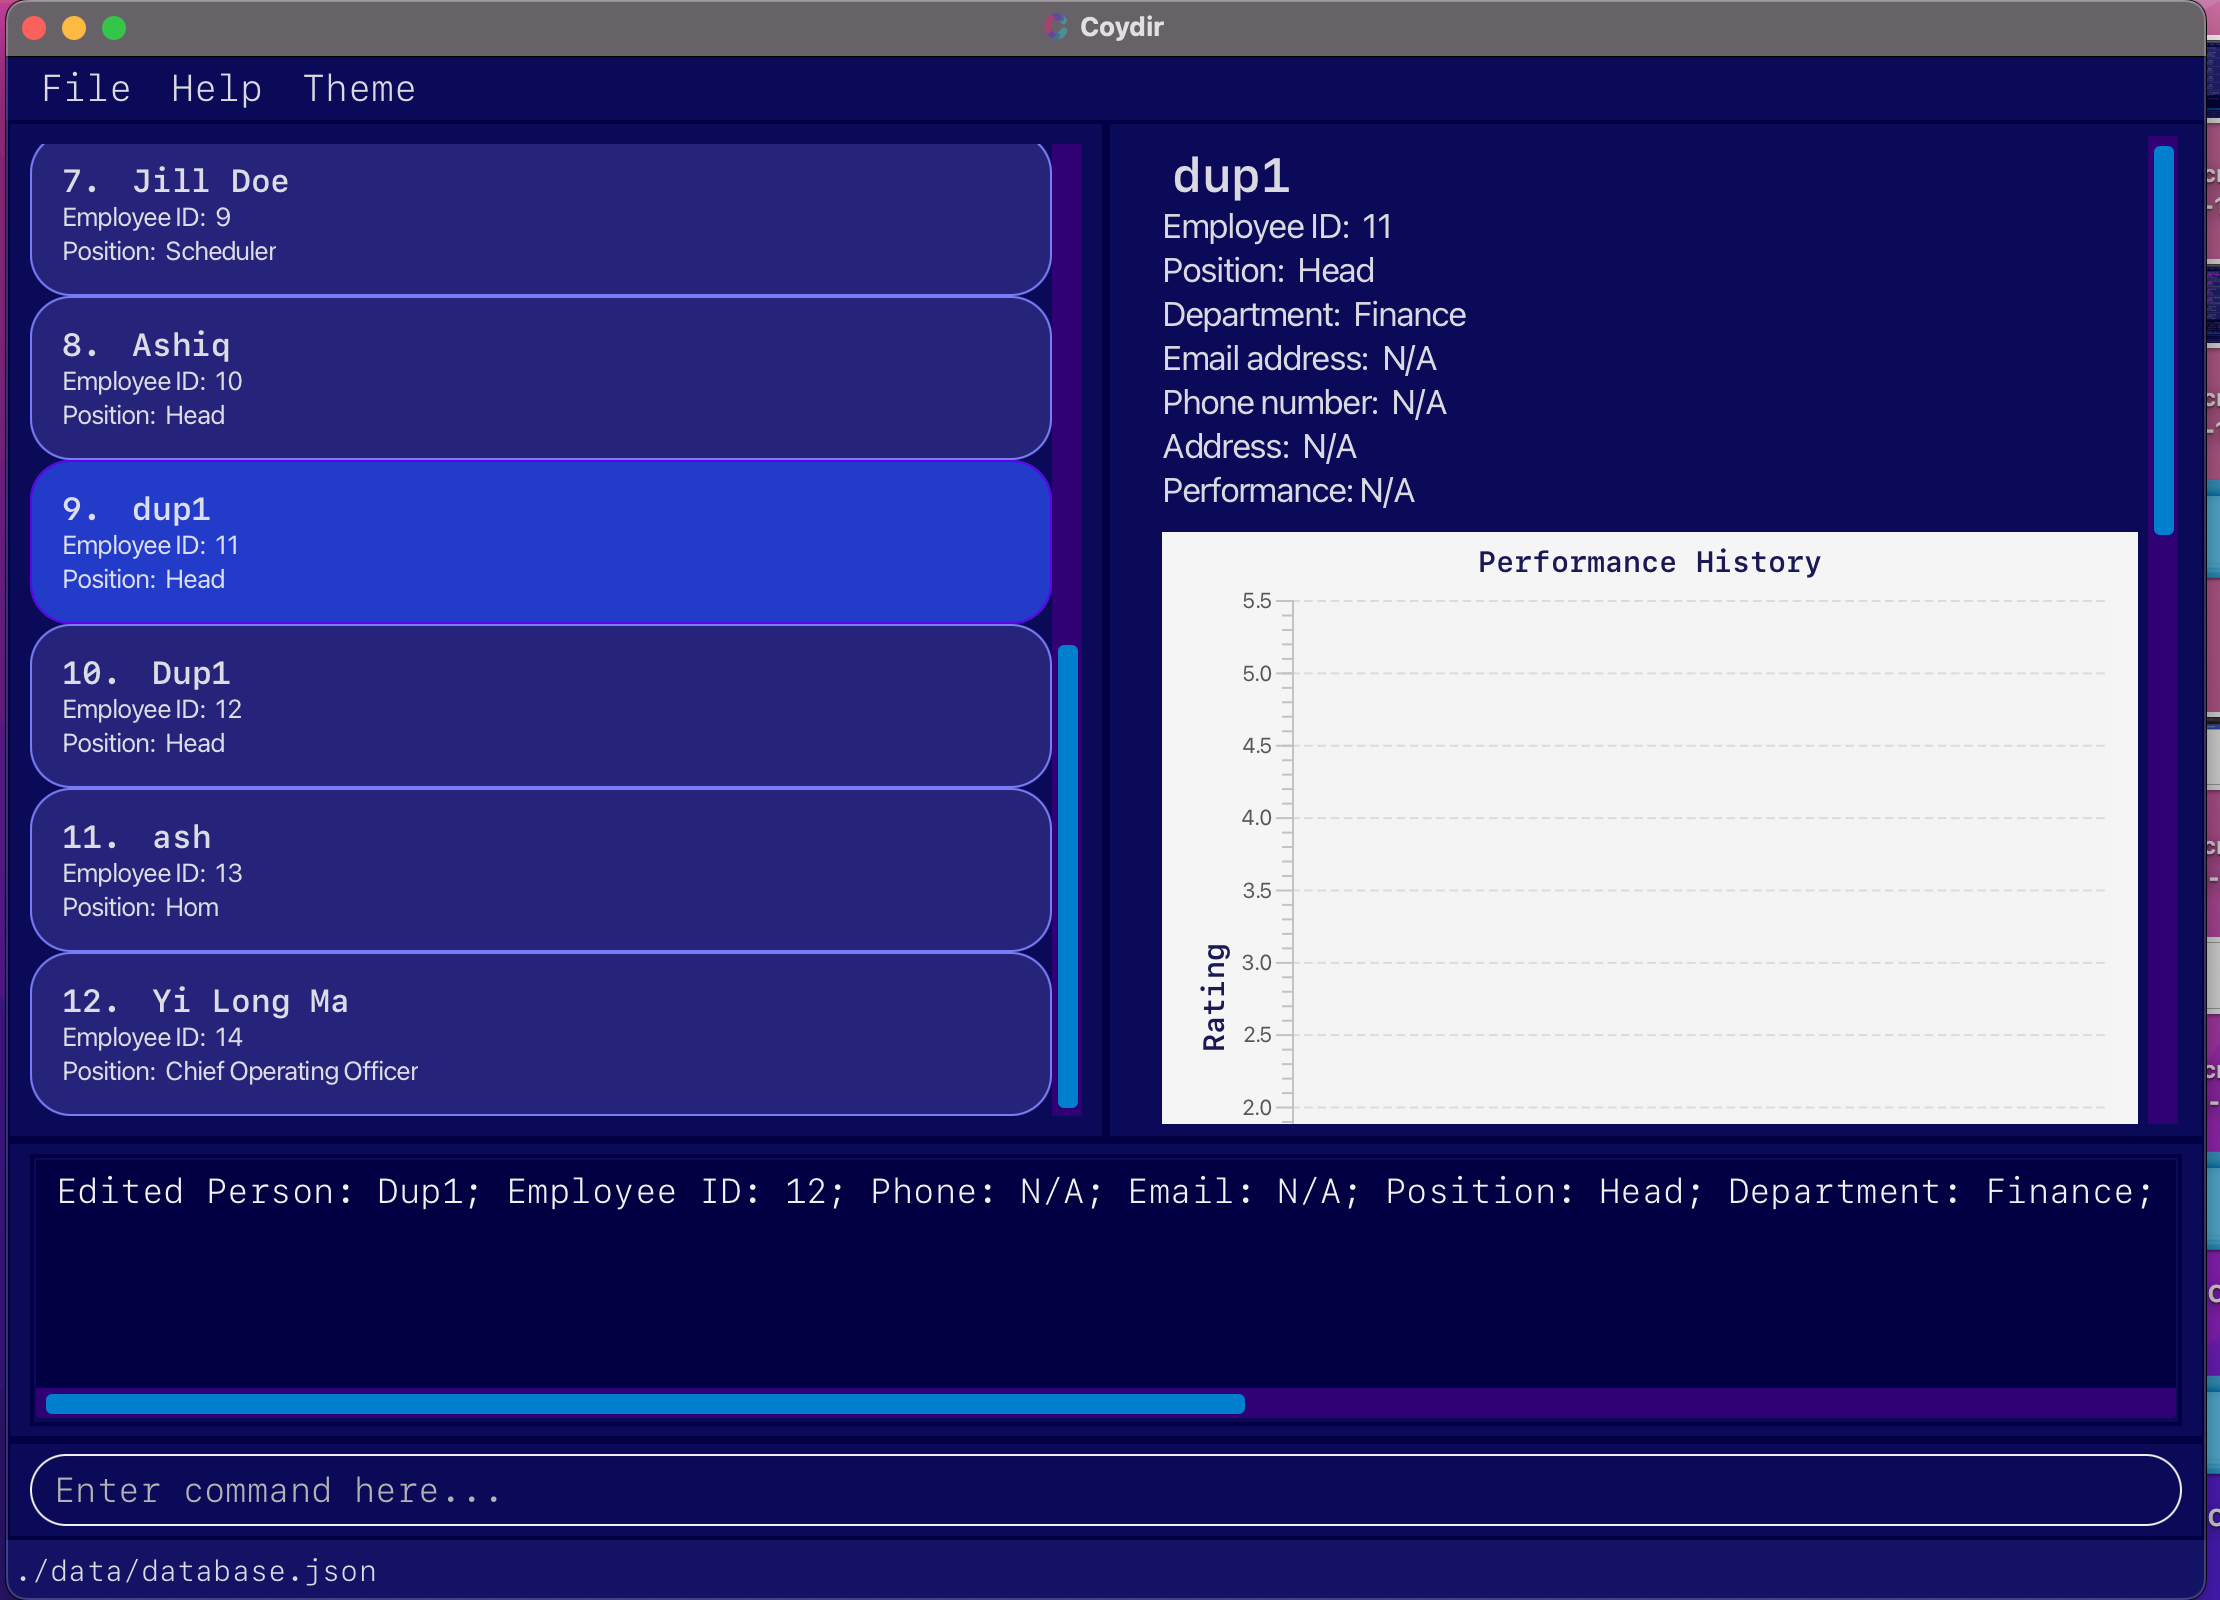 Coydir
File Help Theme
7. Jill Doe
Employee ID: 9
Position: Scheduler
8. Ashiq
Employee ID: 10
Position: Head
9. dup1
Employee ID: 11
Position: Head
10. Dup1
Employee ID: 12
Position: Head
11. ash
Employee ID: 13
Position: Hom
12. Yi Long Ma
Employee ID: 14
Position: Chief Operating Officer
dup1
Employee ID: 11
Position: Head
Department: Finance
Email address: N/A
Phone number: N/A
Address: N/A
Performance: N/A
Performance History
5.5
5.0
4.5
4.0
3.5
3.0
2.5
2.0
Rating
Edited Person: Dup1; Employee ID: 12; Phone: N/A; Email: N/A; Position: Head; Department: Finance;
Enter command here...
./data/database.json